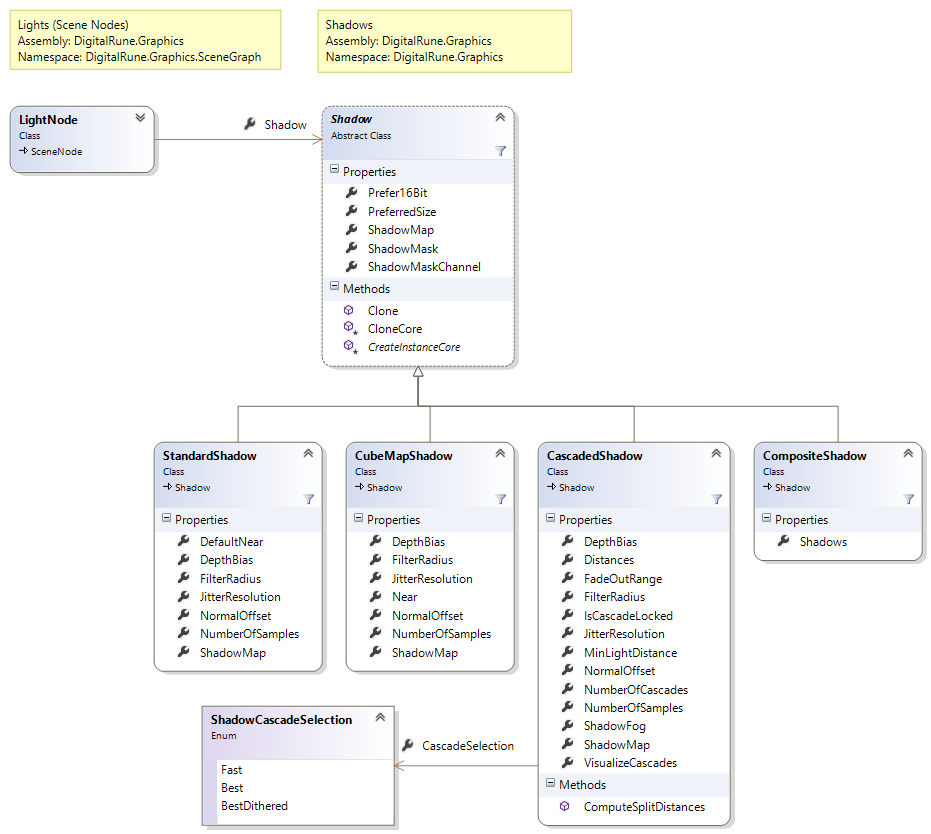 Lights (Scene Nodes)
Assembly: DigitalRune.Graphics
Namespace: DigitalRune.Graphics.SceneGraph
Shadows
Assembly: DigitalRune.Graphics
Namespace: DigitalRune.Graphics
LightNode
Class
SceneNode
Shadow
Shadow
Abstract Class
Properties
Prefer16Bit
PreferredSize
ShadowMap
ShadowMask
ShadowMaskChannel
Methods
Clone
CloneCore
CreateInstanceCore
StandardShadow
Class
Shadow
Properties
DefaultNear
DepthBias
FilterRadius
JitterResolution
NormalOffset
NumberOfSamples
ShadowMap
CubeMapShadow
Class
Shadow
Properties
DepthBias
FilterRadius
JitterResolution
Near
NormalOffset
NumberOfSamples
ShadowMap
CascadedShadow
Class
Shadow
Properties
DepthBias
Distances
FadeOutRange
FilterRadius
IsCascadeLocked
JitterResolution
MinLightDistance
NormalOffset
NumberOfCascades
NumberOfSamples
ShadowFog
ShadowMap
VisualizeCascades
Methods
ComputeSplitDistances
CompositeShadow
Class
Shadow
Properties
Shadows
ShadowCascadeSelection
Enum
Fast
Best
BestDithered
CascadeSelection